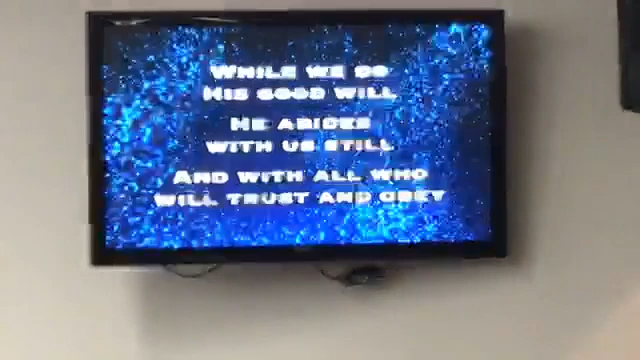 WHILE WE DO
HIS GOOD WILL
HE ABIDES
WITH US STILL
AND WITH ALL WHO
WILL TRUST AND OBEY